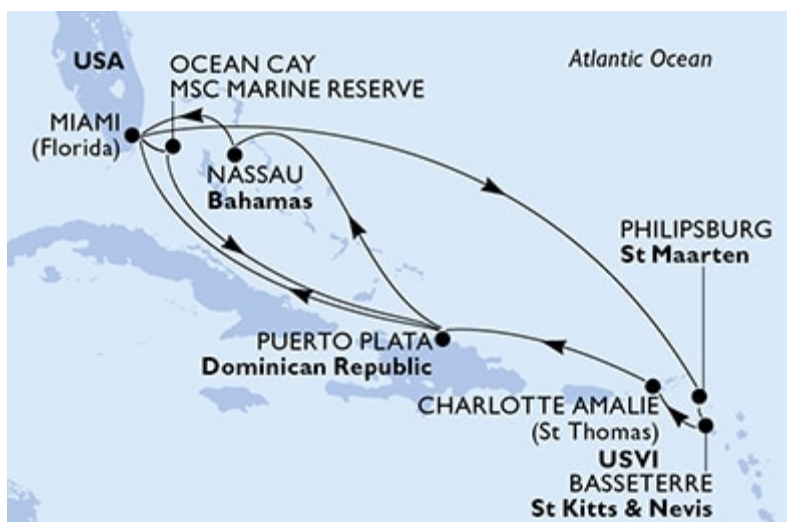 USA
OCEAN CAY
MSC MARINE RESERVE
Atlantic Ocean
MIAMI
(Florida)
NASSAU
Bahamas
PHILIPSBURG
St Maarten
PUERTO PLATA
Dominican Republic
CHARLOTTE AMALIE
(St Thomas)
USVI
BASSETERRE
St Kitts & Nevis